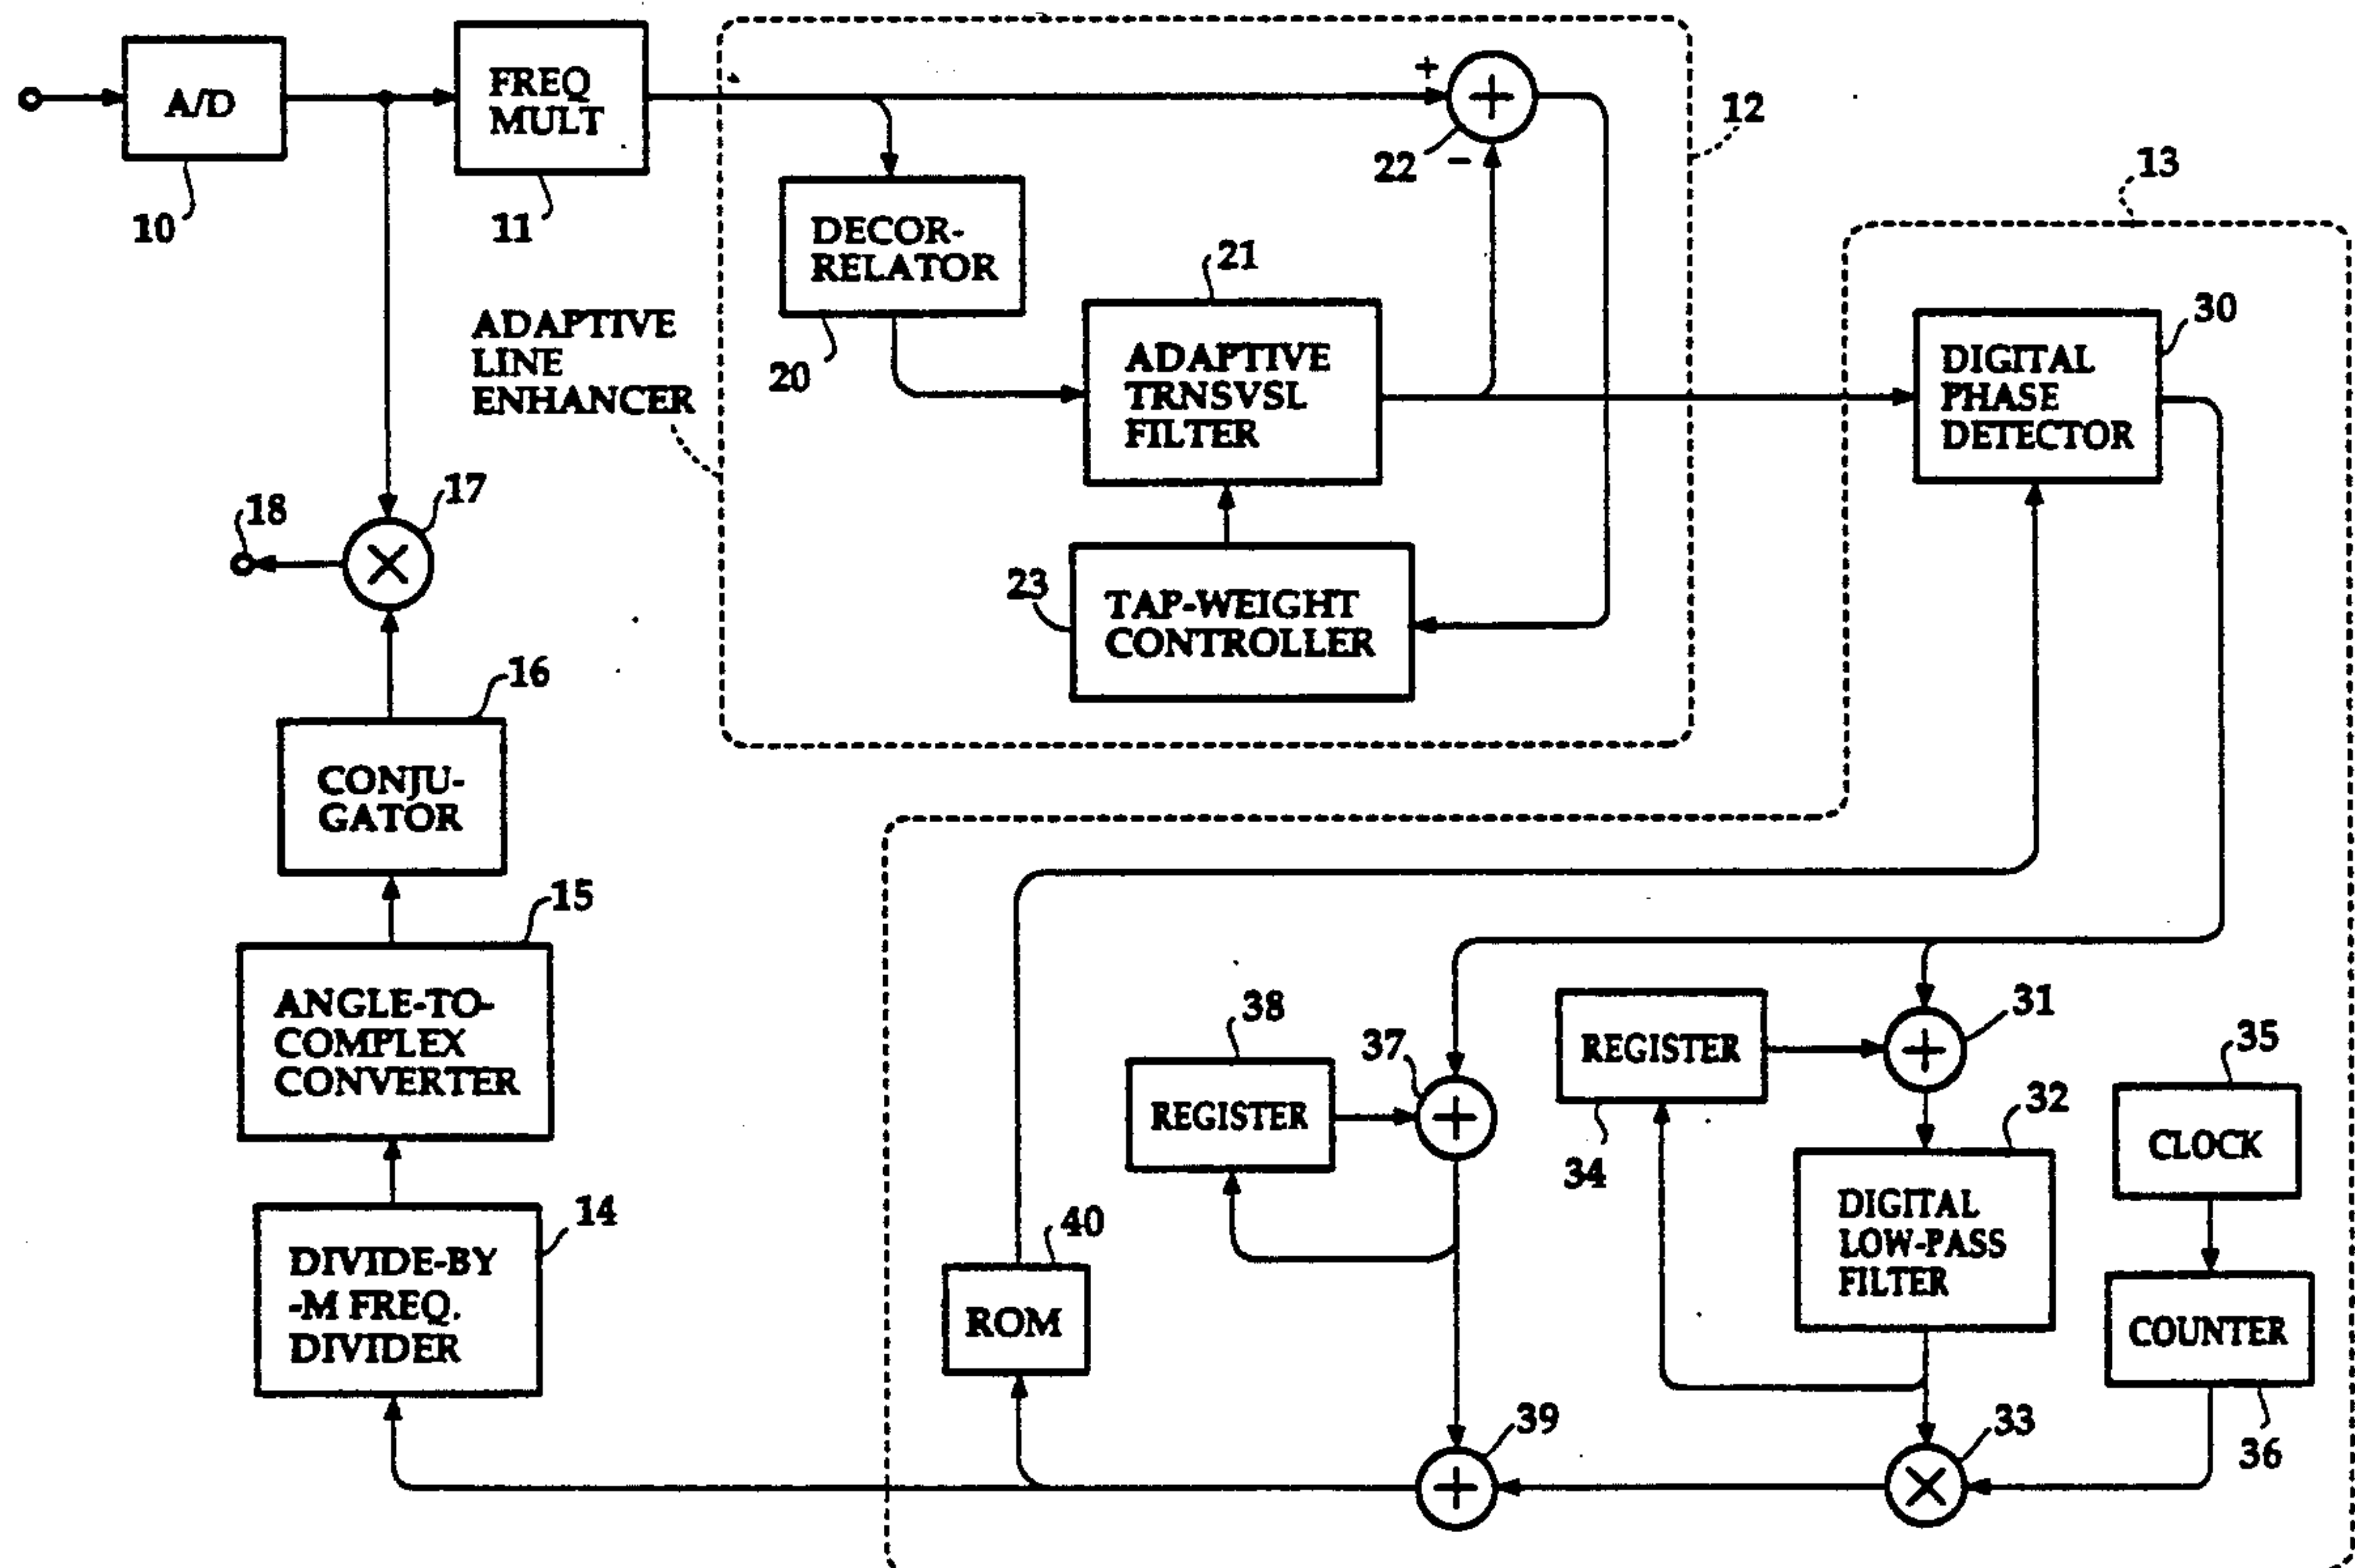 A/D
10
FREQ
MULT
11
+
+
22
−
12
13
DECOR-
RELATOR
20
21
ADAPTIVE
LINE
ENHANCER
ADAPTIVE
TRNSVSL
FILTER
30
DIGITAL
PHASE
DETECTOR
17
18
×
23
TAP-WEIGHT
CONTROLLER
16
CONJU-
GATOR
15
ANGLE-TO-
COMPLEX
CONVERTER
38
REGISTER
37
+
REGISTER
34
31
+
35
CLOCK
32
DIGITAL
LOW-PASS
FILTER
COUNTER
36
14
DIVIDE-BY
-M FREQ.
DIVIDER
40
ROM
39
+
33
×